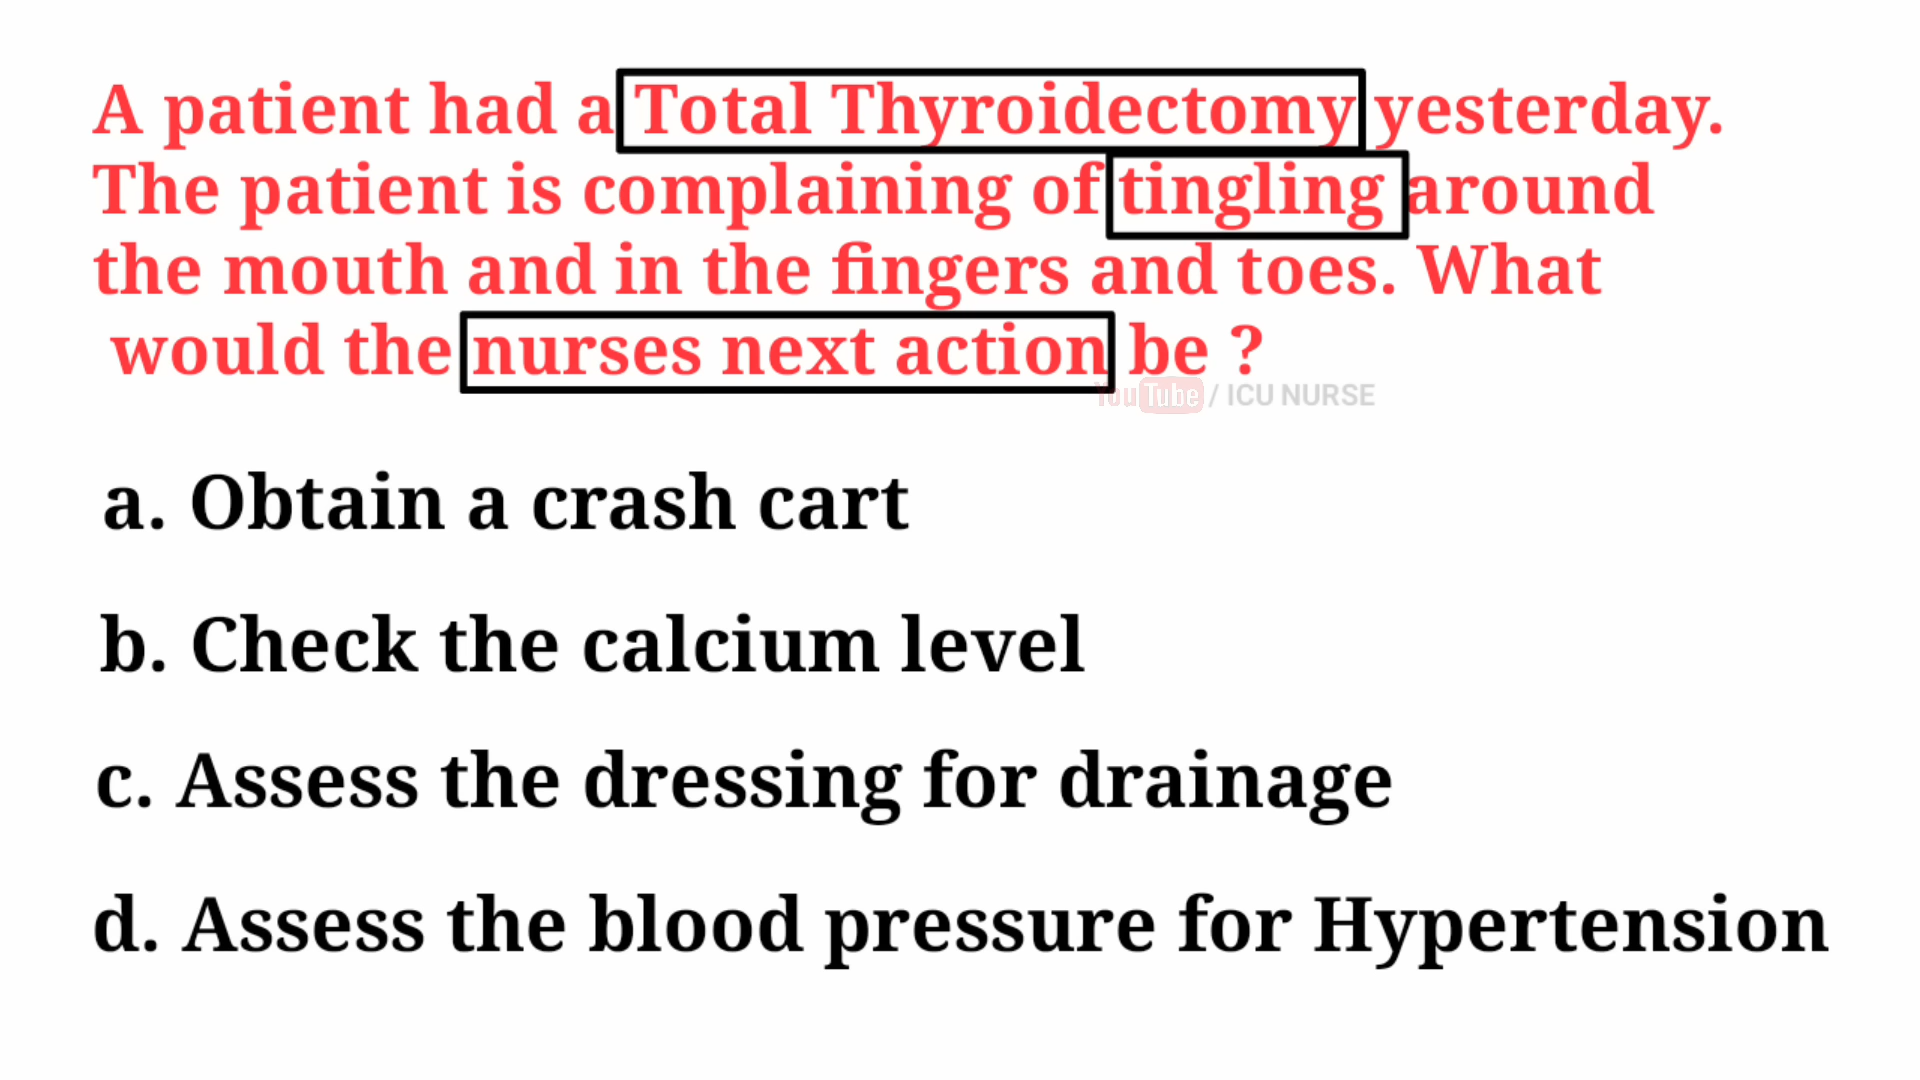 A patient had a Total Thyroidectomy yesterday.
The patient is complaining of tingling around
the mouth and in the fingers and toes. What
would the nurses next action be ?
YouTube / ICU NURSE
a. Obtain a crash cart
b. Check the calcium level
c. Assess the dressing for drainage
d. Assess the blood pressure for Hypertension